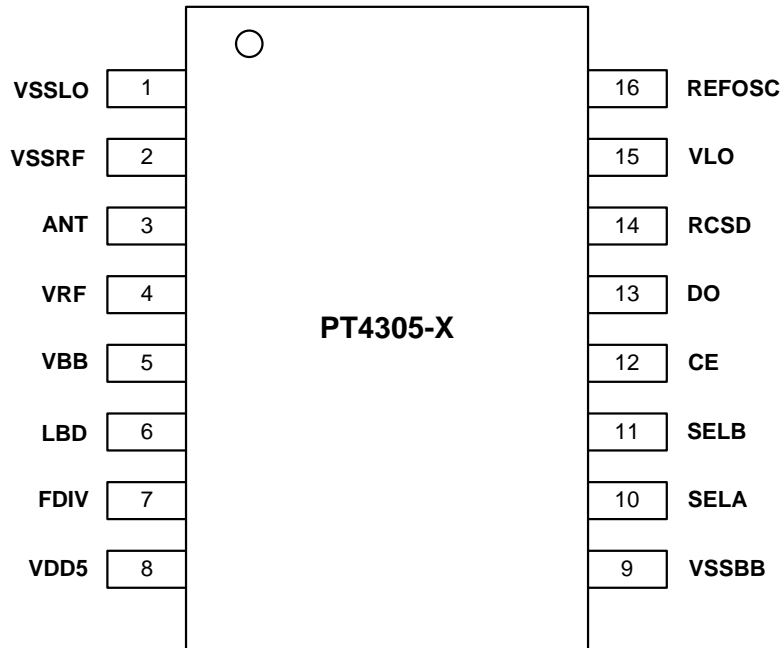 VSSLO 1 16 REFOSC
VSSRF 2 15 VLO
ANT 3 14 RCSD
VRF 4 13 DO
PT4305-X
VBB 5 12 CE
LBD 6 11 SELB
FDIV 7 10 SELA
VDD5 8 9 VSSBB